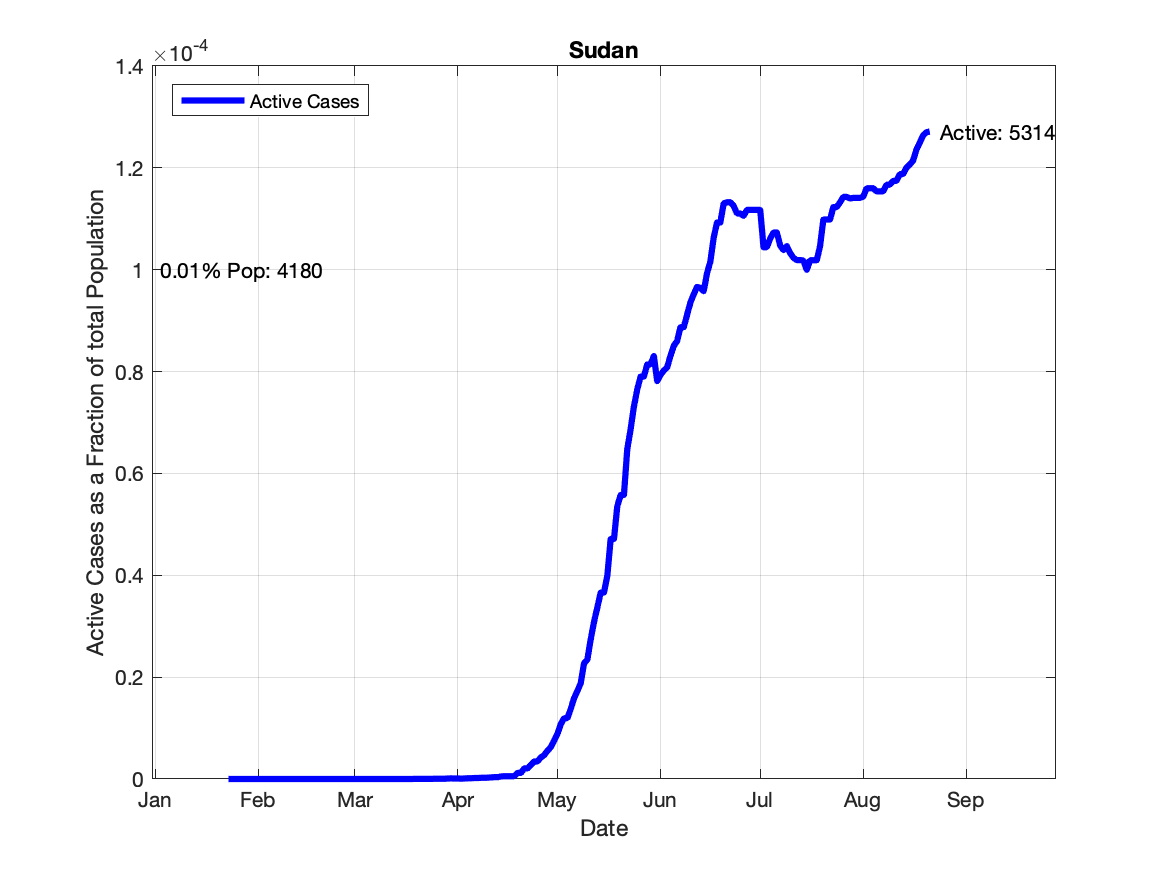 Sudan
×10-4
Active Cases
Active: 5314
0.01% Pop: 4180
Active Cases as a Fraction of total Population
1.4
1.2
1
0.8
0.6
0.4
0.2
0
Jan Feb Mar Apr May Jun Jul Aug Sep
Date